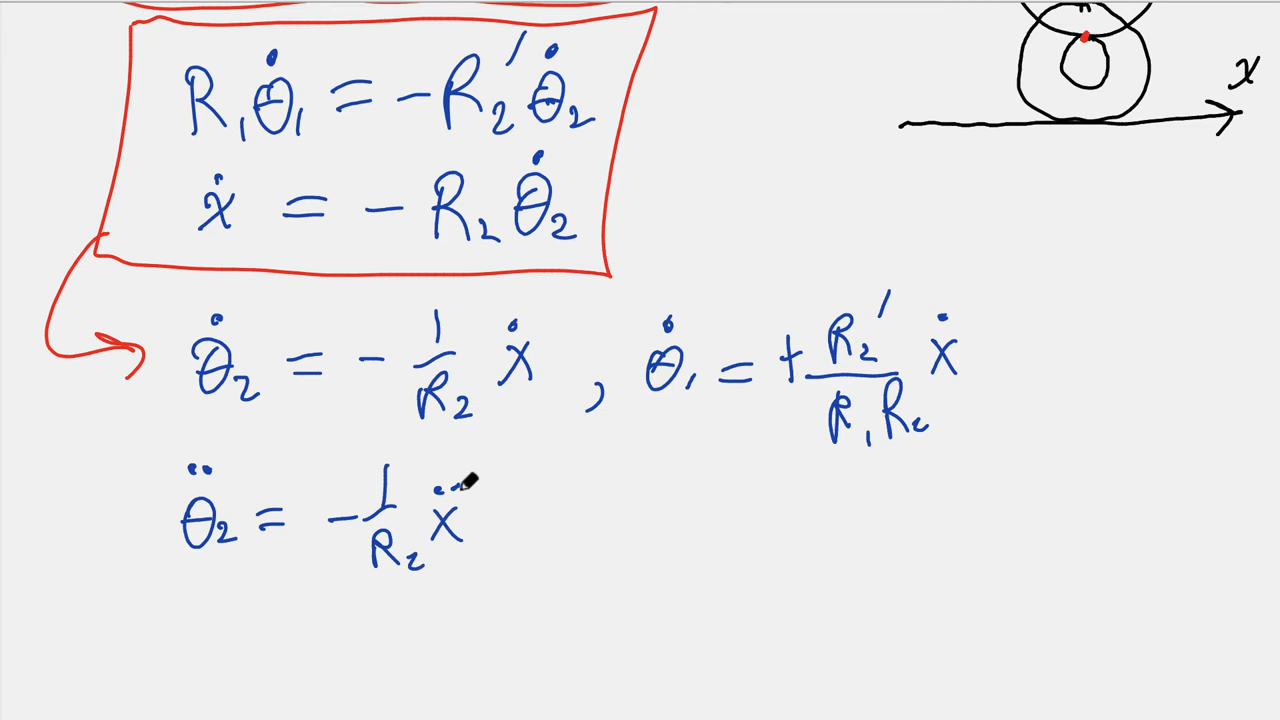 R₁θ̇₁ = -R₂′θ̇₂
ẋ = -R₂θ̇₂
x
θ̇₂ = -1/R₂ ẋ , θ̇₁ = +R₂′/R₁R₂ ẋ
θ̈₂ = -1/R₂ ẍ